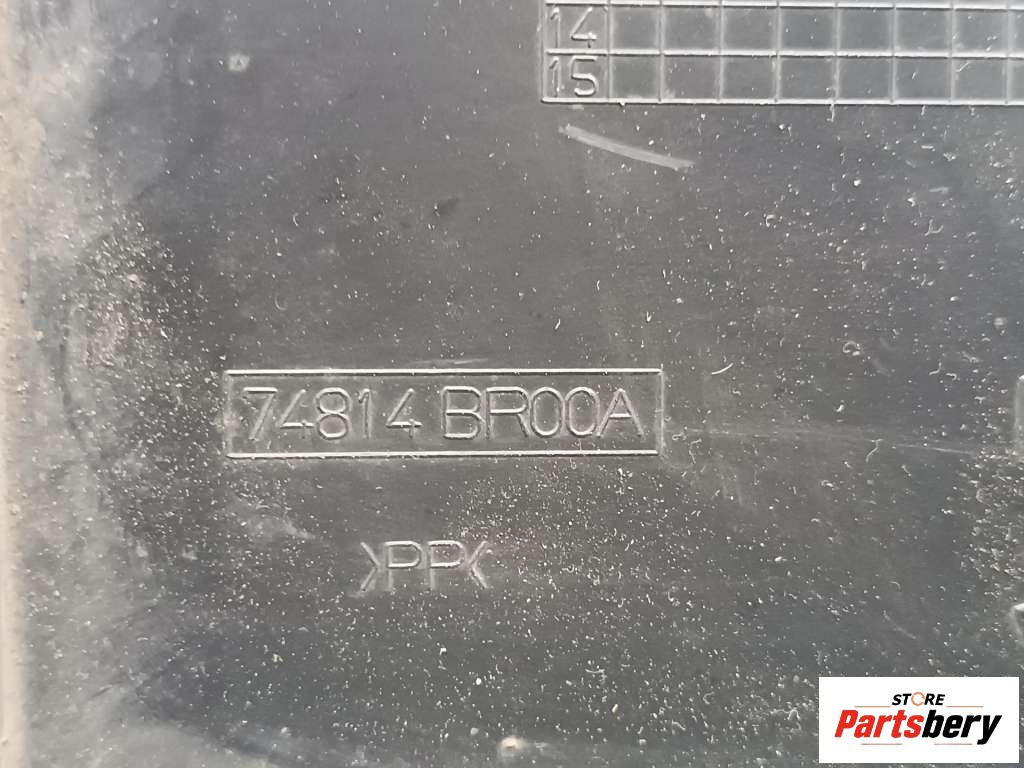 14
15
74814 BR00A
>PP<
STORE
Partsbery